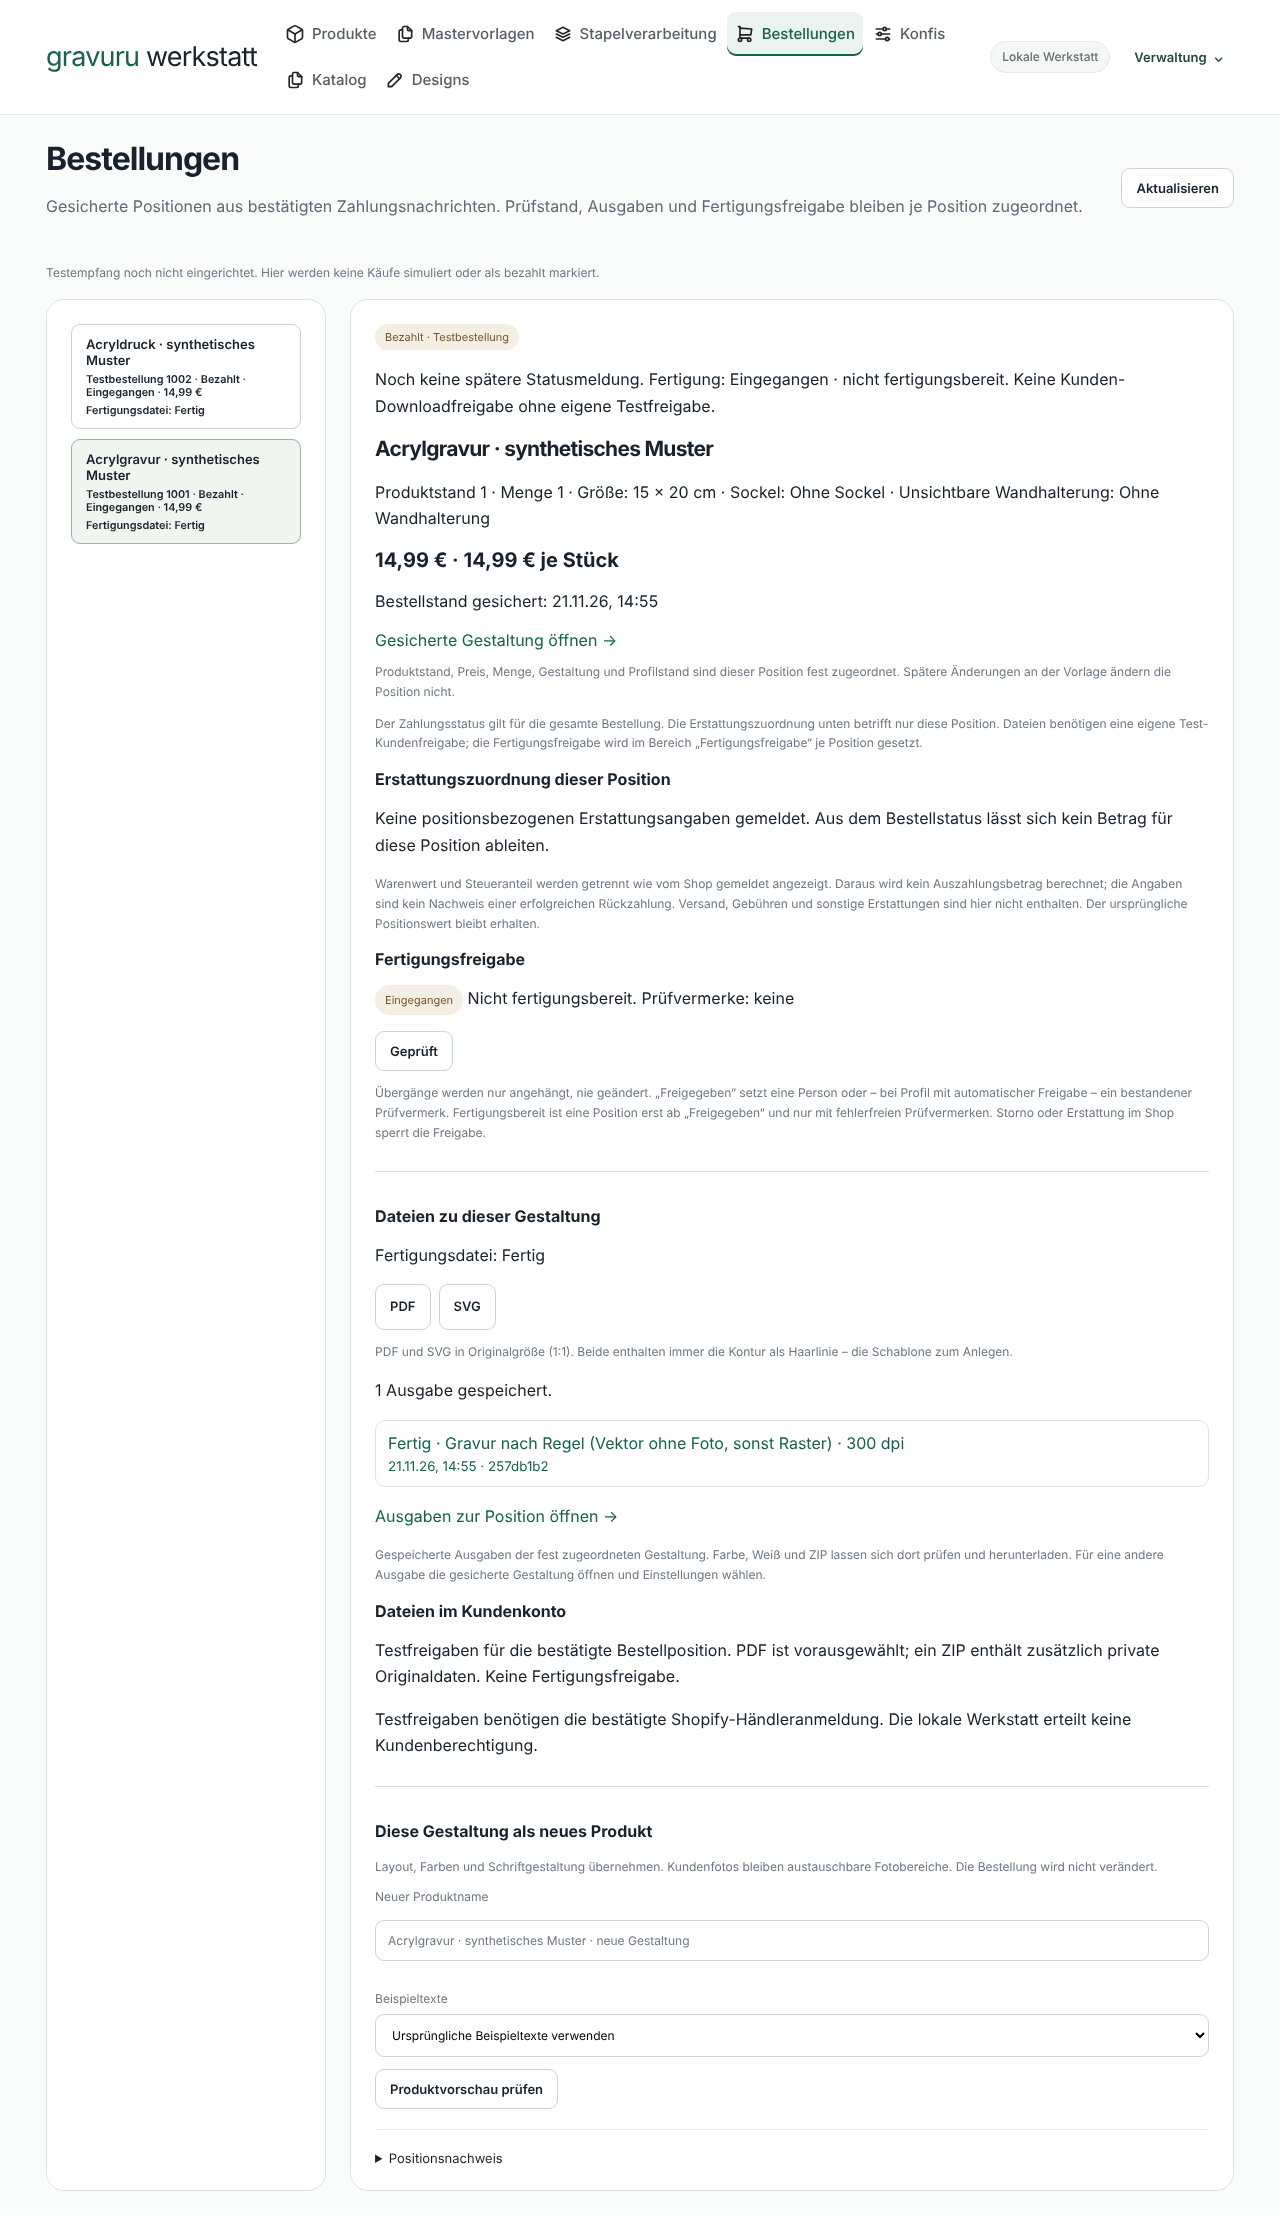 gravuru werkstatt
Produkte
Mastervorlagen
Stapelverarbeitung
Bestellungen
Konfis
Katalog
Designs
Lokale Werkstatt
Verwaltung
Bestellungen
Gesicherte Positionen aus bestätigten Zahlungsnachrichten. Prüfstand, Ausgaben und Fertigungsfreigabe bleiben je Position zugeordnet.
Aktualisieren
Testempfang noch nicht eingerichtet. Hier werden keine Käufe simuliert oder als bezahlt markiert.
Acryldruck · synthetisches
Muster
Testbestellung 1002 · Bezahlt ·
Eingegangen · 14,99 €
Fertigungsdatei: Fertig
Acrylgravur · synthetisches
Muster
Testbestellung 1001 · Bezahlt ·
Eingegangen · 14,99 €
Fertigungsdatei: Fertig
Bezahlt · Testbestellung
Noch keine spätere Statusmeldung. Fertigung: Eingegangen · nicht fertigungsbereit. Keine Kunden-
Downloadfreigabe ohne eigene Testfreigabe.
Acrylgravur · synthetisches Muster
Produktstand 1 · Menge 1 · Größe: 15 × 20 cm · Sockel: Ohne Sockel · Unsichtbare Wandhalterung: Ohne
Wandhalterung
14,99 € · 14,99 € je Stück
Bestellstand gesichert: 21.11.26, 14:55
Gesicherte Gestaltung öffnen →
Produktstand, Preis, Menge, Gestaltung und Profilstand sind dieser Position fest zugeordnet. Spätere Änderungen an der Vorlage ändern die
Position nicht.
Der Zahlungsstatus gilt für die gesamte Bestellung. Die Erstattungszuordnung unten betrifft nur diese Position. Dateien benötigen eine eigene Test-
Kundenfreigabe; die Fertigungsfreigabe wird im Bereich „Fertigungsfreigabe“ je Position gesetzt.
Erstattungszuordnung dieser Position
Keine positionsbezogenen Erstattungsangaben gemeldet. Aus dem Bestellstatus lässt sich kein Betrag für
diese Position ableiten.
Warenwert und Steueranteil werden getrennt wie vom Shop gemeldet angezeigt. Daraus wird kein Auszahlungsbetrag berechnet; die Angaben
sind kein Nachweis einer erfolgreichen Rückzahlung. Versand, Gebühren und sonstige Erstattungen sind hier nicht enthalten. Der ursprüngliche
Positionswert bleibt erhalten.
Fertigungsfreigabe
Eingegangen Nicht fertigungsbereit. Prüfvermerke: keine
Geprüft
Übergänge werden nur angehängt, nie geändert. „Freigegeben“ setzt eine Person oder – bei Profil mit automatischer Freigabe – ein bestandener
Prüfvermerk. Fertigungsbereit ist eine Position erst ab „Freigegeben“ und nur mit fehlerfreien Prüfvermerken. Storno oder Erstattung im Shop
sperrt die Freigabe.
Dateien zu dieser Gestaltung
Fertigungsdatei: Fertig
PDF
SVG
PDF und SVG in Originalgröße (1:1). Beide enthalten immer die Kontur als Haarlinie – die Schablone zum Anlegen.
1 Ausgabe gespeichert.
Fertig · Gravur nach Regel (Vektor ohne Foto, sonst Raster) · 300 dpi
21.11.26, 14:55 · 257db1b2
Ausgaben zur Position öffnen →
Gespeicherte Ausgaben der fest zugeordneten Gestaltung. Farbe, Weiß und ZIP lassen sich dort prüfen und herunterladen. Für eine andere
Ausgabe die gesicherte Gestaltung öffnen und Einstellungen wählen.
Dateien im Kundenkonto
Testfreigaben für die bestätigte Bestellposition. PDF ist vorausgewählt; ein ZIP enthält zusätzlich private
Originaldaten. Keine Fertigungsfreigabe.
Testfreigaben benötigen die bestätigte Shopify-Händleranmeldung. Die lokale Werkstatt erteilt keine
Kundenberechtigung.
Diese Gestaltung als neues Produkt
Layout, Farben und Schriftgestaltung übernehmen. Kundenfotos bleiben austauschbare Fotobereiche. Die Bestellung wird nicht verändert.
Neuer Produktname
Acrylgravur · synthetisches Muster · neue Gestaltung
Beispieltexte
Ursprüngliche Beispieltexte verwenden
Produktvorschau prüfen
Positionsnachweis